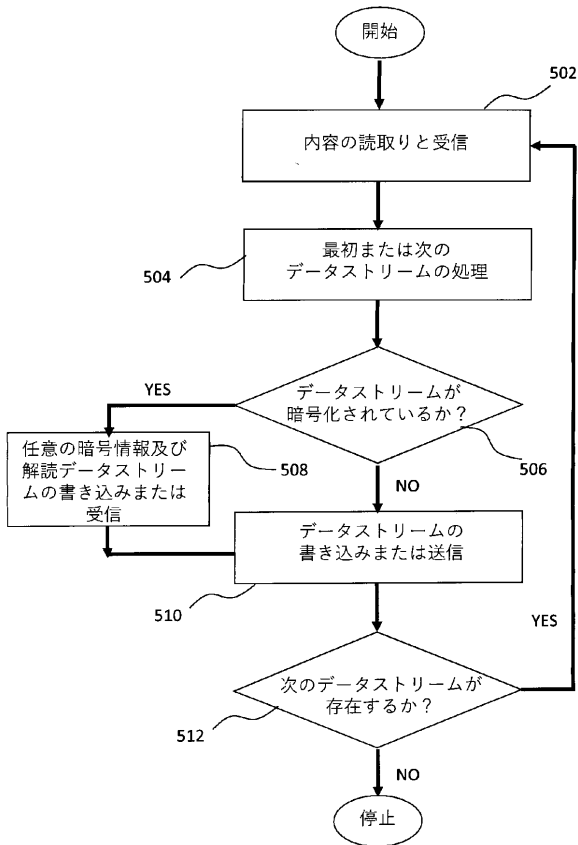 開始
502
内容の読取りと受信
504
最初または次の
データストリームの処理
データストリームが
暗号化されているか？
506
YES
NO
任意の暗号情報及び
解読データストリー
ムの書き込みまたは
受信
508
データストリームの
書き込みまたは送信
510
YES
次のデータストリームが
存在するか？
512
NO
停止